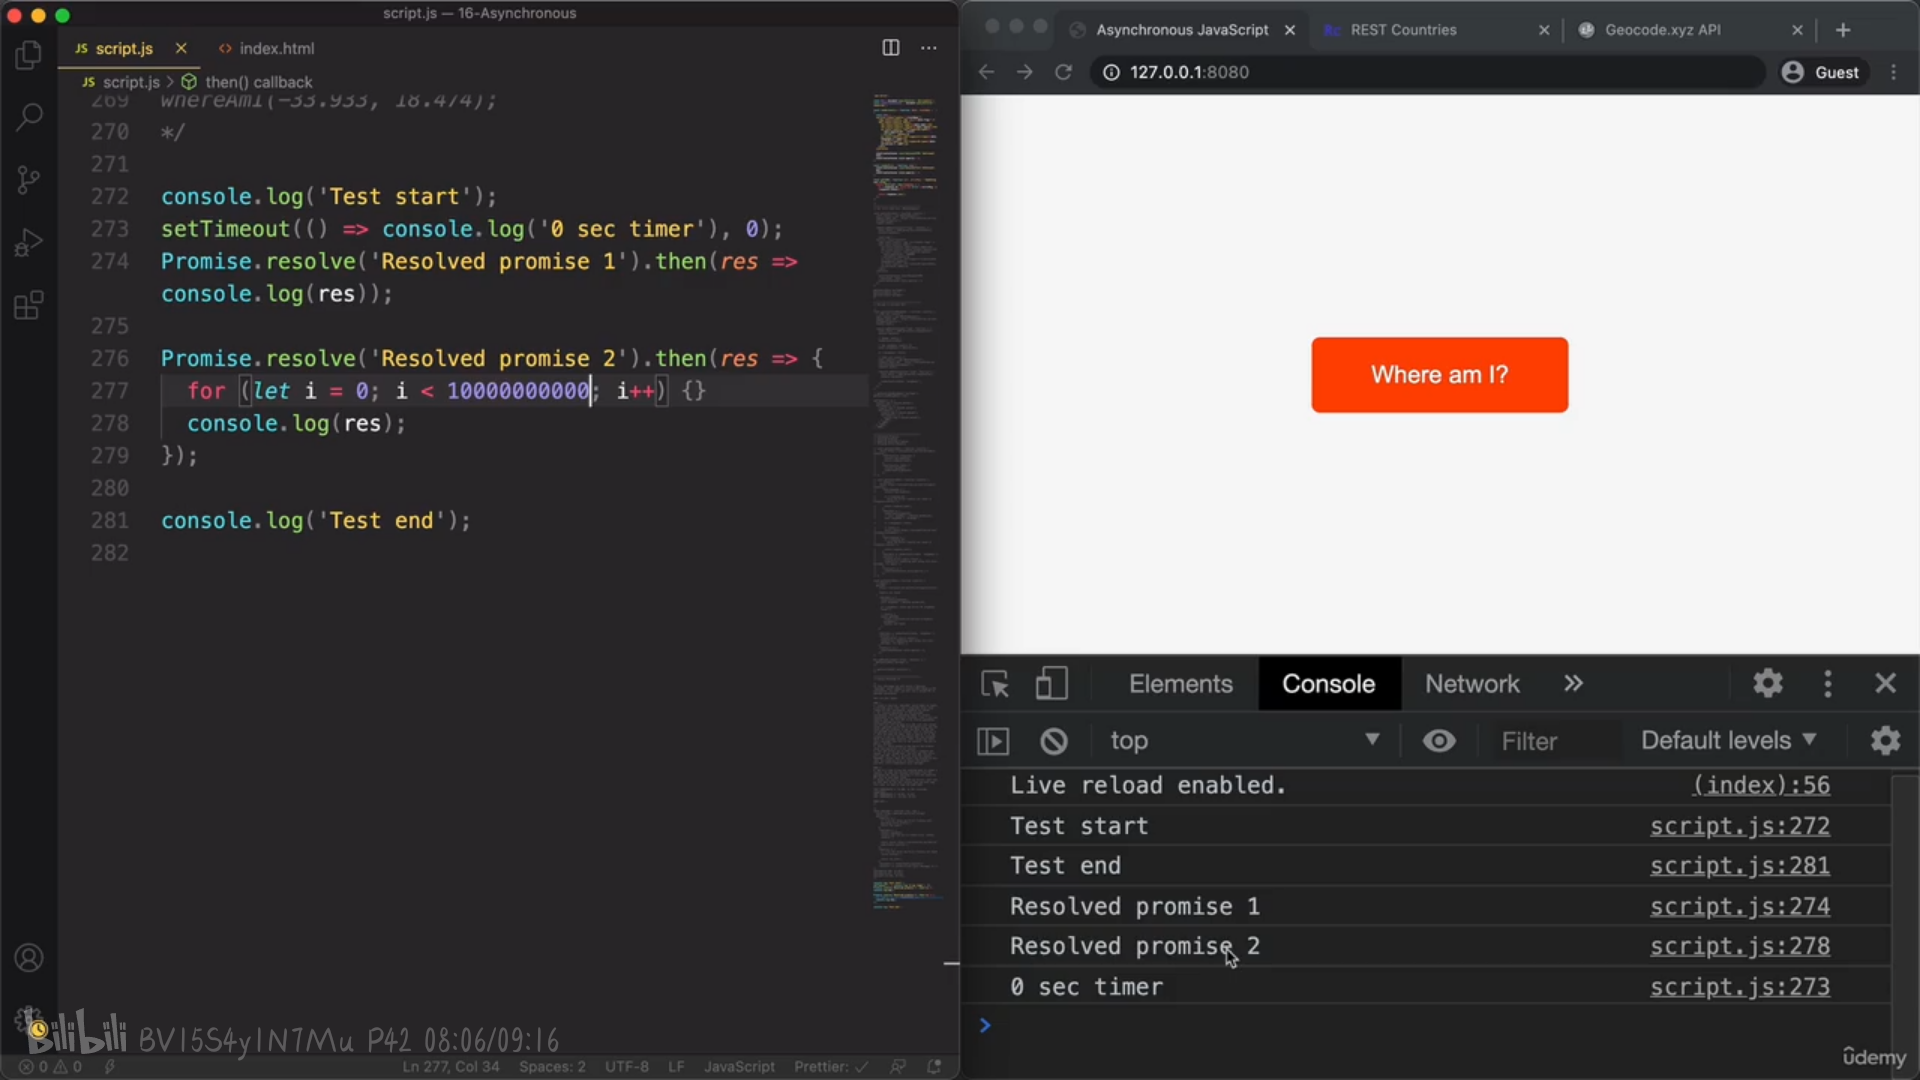 script.js — 16-Asynchronous
JS script.js ×
<> index.html
JS script.js > then() callback
269 whereAmI(-33.933, 18.474);
270 */
271
272 console.log('Test start');
273 setTimeout(() => console.log('0 sec timer'), 0);
274 Promise.resolve('Resolved promise 1').then(res =>
console.log(res));
275
276 Promise.resolve('Resolved promise 2').then(res => {
277 for (let i = 0; i < 10000000000; i++) {}
278 console.log(res);
279 });
280
281 console.log('Test end');
282
bilibili BV15S4y1N7Mu P42 08:06/09:16
0 0 Ln 277, Col 34 Spaces: 2 UTF-8 LF JavaScript Prettier: ✓
Asynchronous JavaScript ×
Rc REST Countries ×
Geocode.xyz API ×
127.0.0.1:8080
Guest
Where am I?
Elements Console Network »
top Filter Default levels
Live reload enabled. (index):56
Test start script.js:272
Test end script.js:281
Resolved promise 1 script.js:274
Resolved promise 2 script.js:278
0 sec timer script.js:273
>
ûdemy